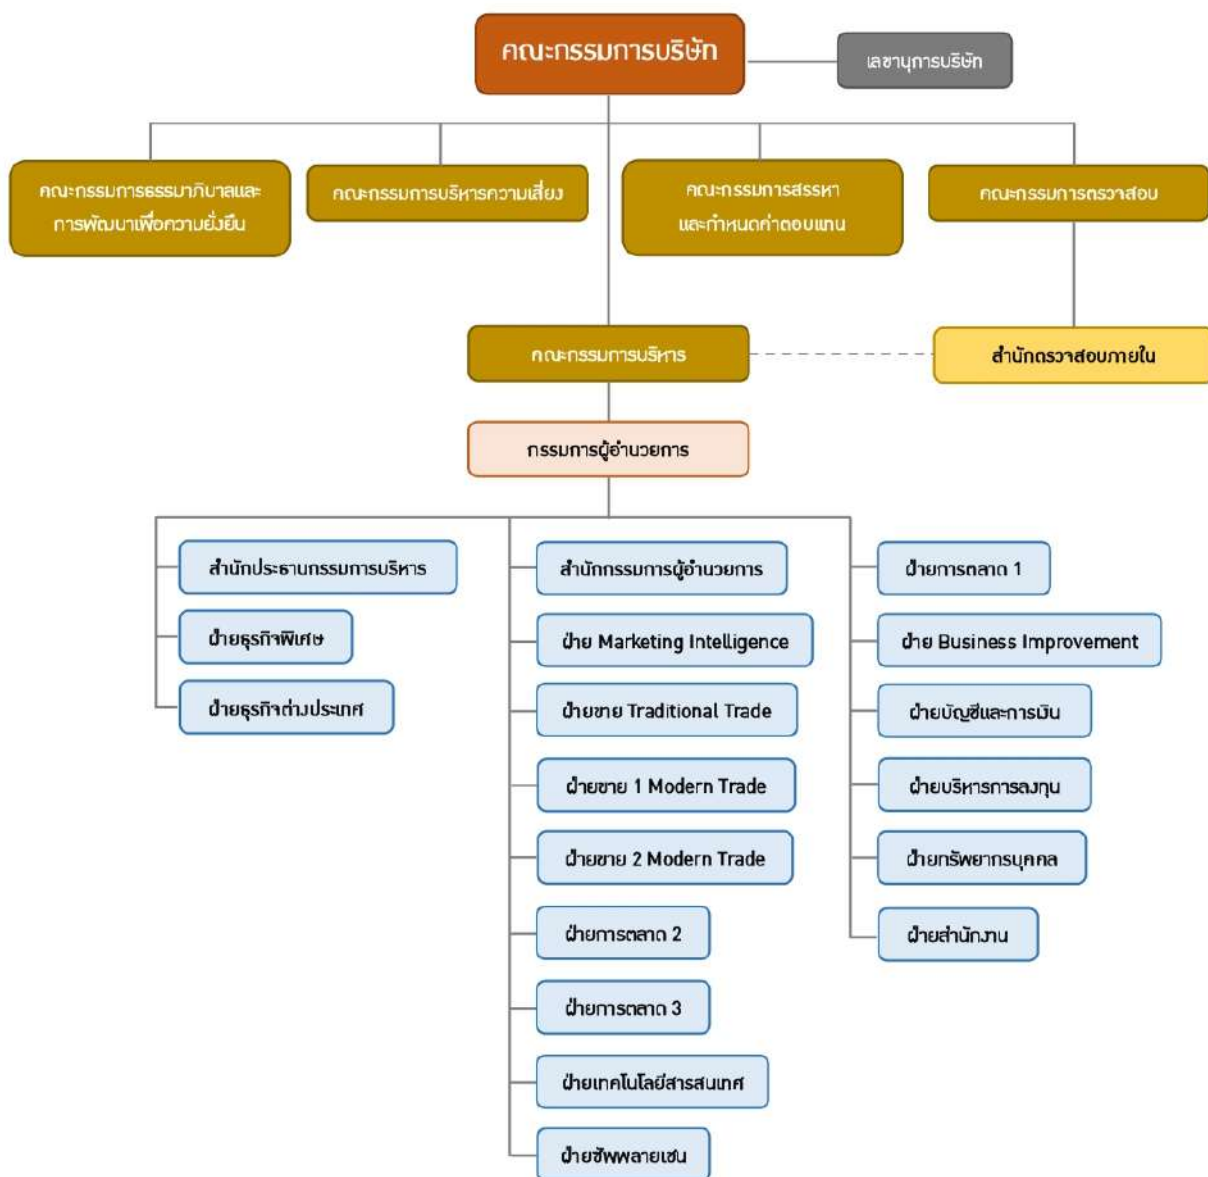 คณะกรรมการบริษัท
เลขานุการบริษัท
คณะกรรมการธรรมาภิบาลและ
การพัฒนาเพื่อความยั่งยืน
คณะกรรมการบริหารความเสี่ยง
คณะกรรมการสรรหา
และกำหนดค่าตอบแทน
คณะกรรมการตรวจสอบ
คณะกรรมการบริหาร
สำนักตรวจสอบภายใน
กรรมการผู้อำนวยการ
สำนักประธานกรรมการบริหาร
ฝ่ายธุรกิจพิเศษ
ฝ่ายธุรกิจต่างประเทศ
สำนักกรรมการผู้อำนวยการ
ฝ่าย Marketing Intelligence
ฝ่ายขาย Traditional Trade
ฝ่ายขาย 1 Modern Trade
ฝ่ายขาย 2 Modern Trade
ฝ่ายการตลาด 2
ฝ่ายการตลาด 3
ฝ่ายเทคโนโลยีสารสนเทศ
ฝ่ายซัพพลายเชน
ฝ่ายการตลาด 1
ฝ่าย Business Improvement
ฝ่ายบัญชีและการเงิน
ฝ่ายบริหารการลงทุน
ฝ่ายทรัพยากรบุคคล
ฝ่ายสำนักงาน